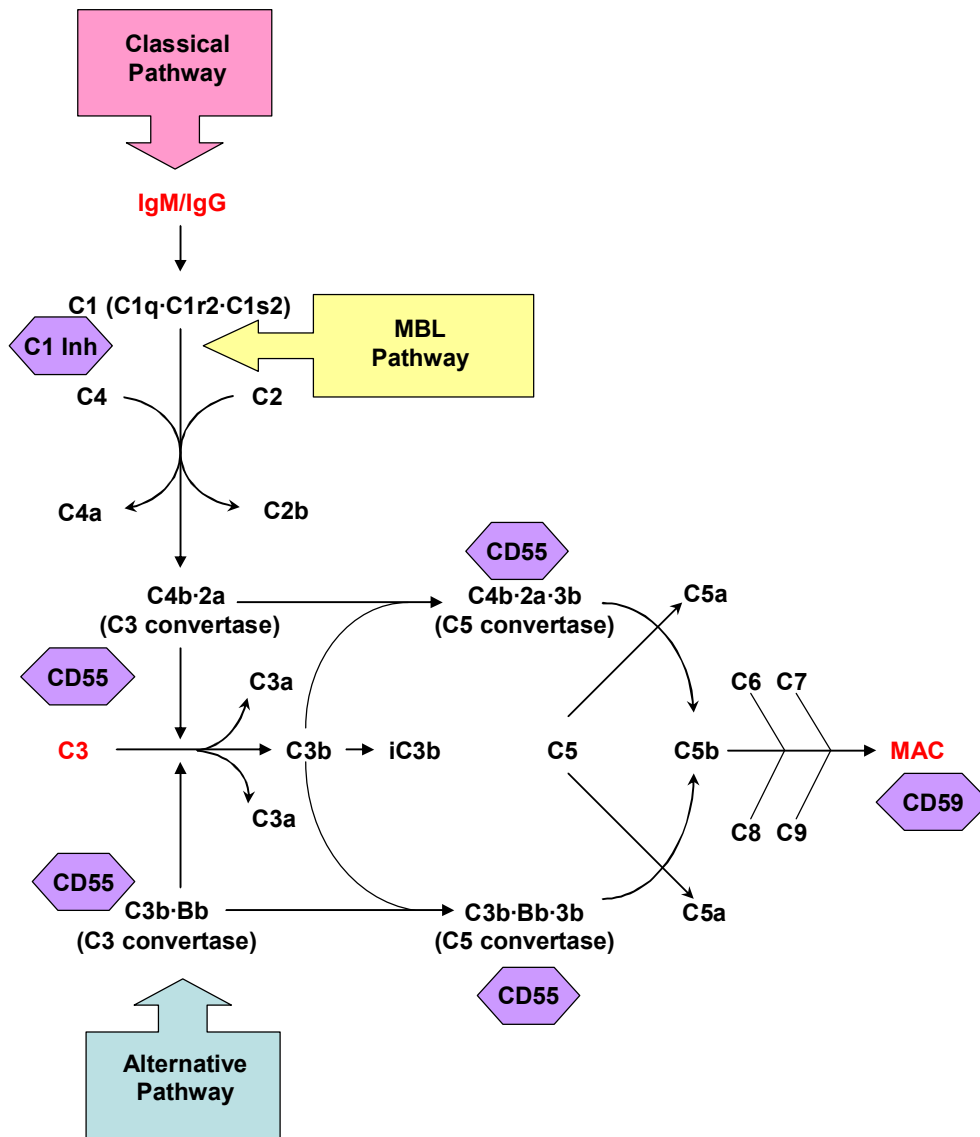 Classical
Pathway
IgM/IgG
C1 (C1q·C1r2·C1s2)
C1 Inh
MBL
Pathway
C4
C2
C4a
C2b
CD55
C4b·2a
(C3 convertase)
C4b·2a·3b
(C5 convertase)
C5a
CD55
C3a
C6
C7
C3
C3b
iC3b
C5
C5b
MAC
C3a
C8
C9
CD59
CD55
C3b·Bb
(C3 convertase)
C3b·Bb·3b
(C5 convertase)
C5a
CD55
Alternative
Pathway